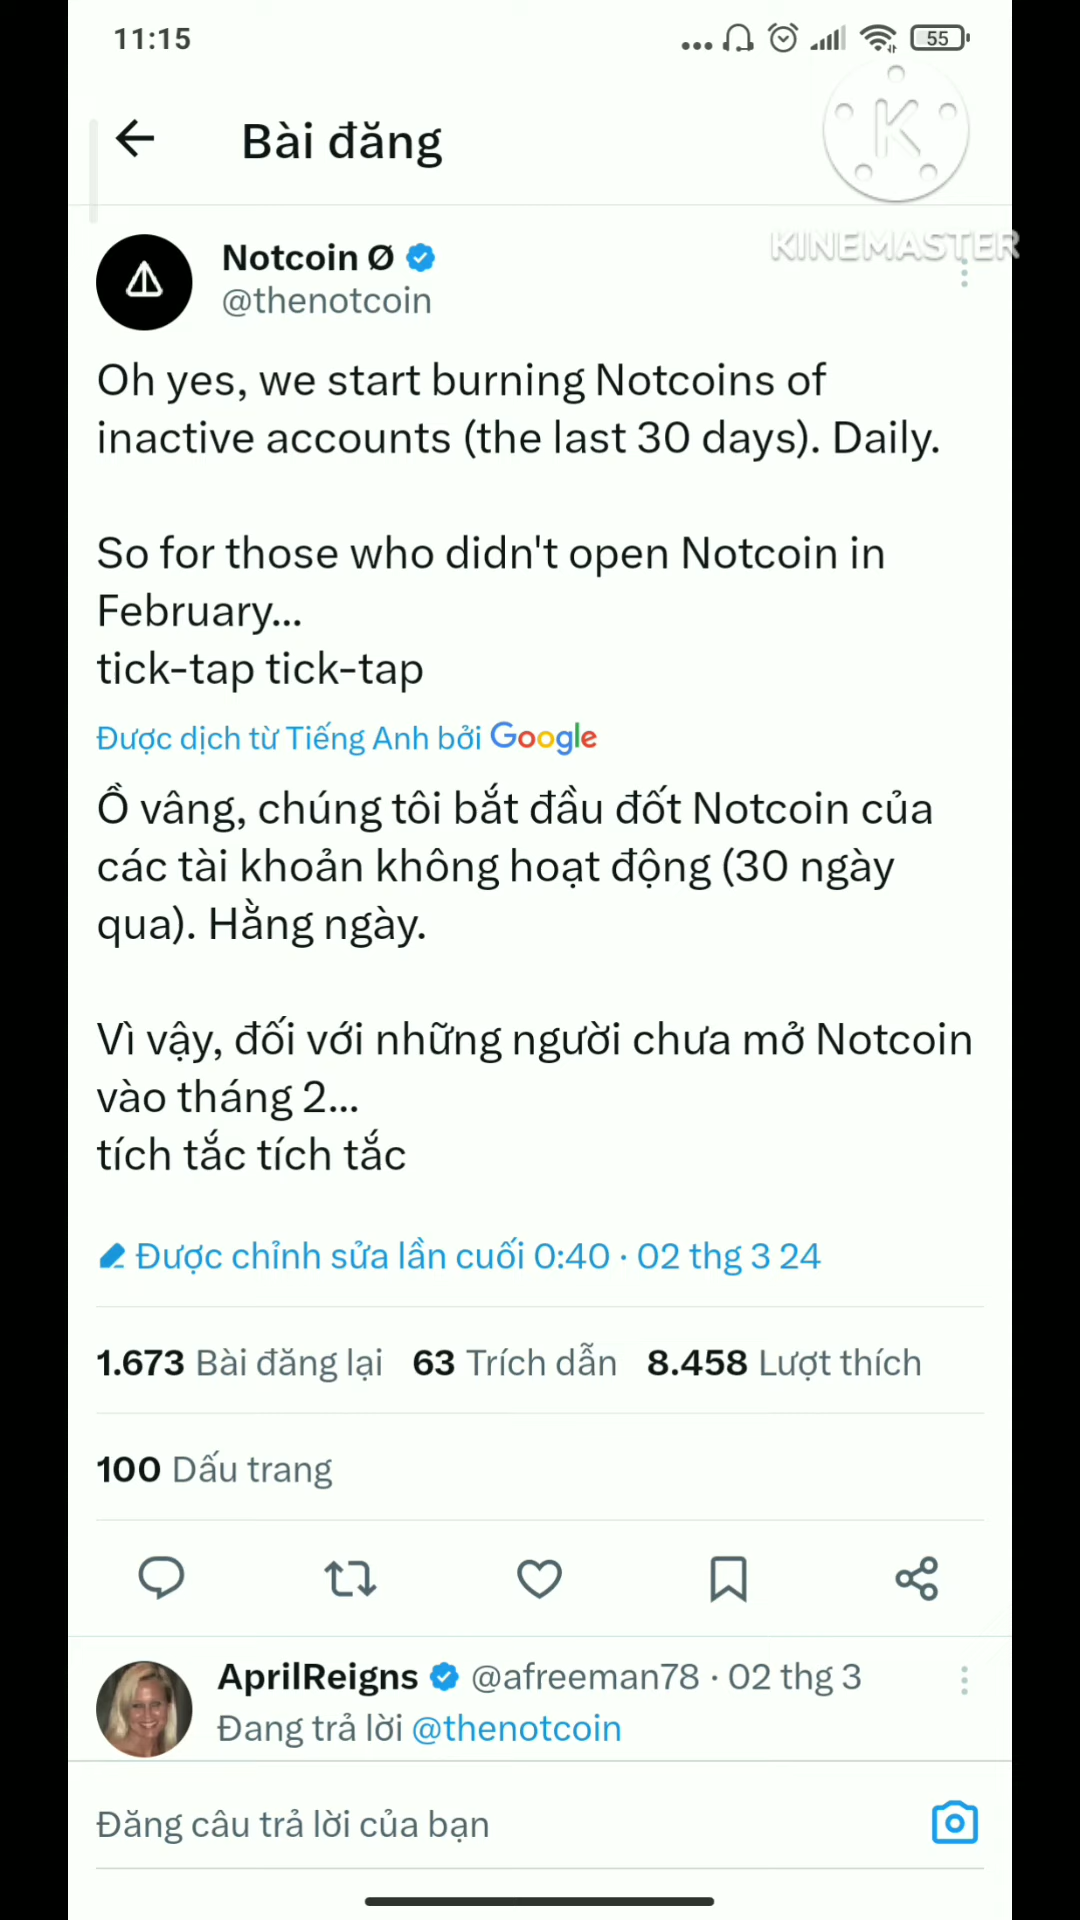 11:15
55
Bài đăng
K
KINEMASTER
Notcoin Ø
@thenotcoin
Oh yes, we start burning Notcoins of
inactive accounts (the last 30 days). Daily.
So for those who didn't open Notcoin in
February...
tick-tap tick-tap
Được dịch từ Tiếng Anh bởi Google
Ồ vâng, chúng tôi bắt đầu đốt Notcoin của
các tài khoản không hoạt động (30 ngày
qua). Hằng ngày.
Vì vậy, đối với những người chưa mở Notcoin
vào tháng 2...
tích tắc tích tắc
Được chỉnh sửa lần cuối 0:40 · 02 thg 3 24
1.673 Bài đăng lại 63 Trích dẫn 8.458 Lượt thích
100 Dấu trang
AprilReigns @afreeman78 · 02 thg 3
Đang trả lời @thenotcoin
Đăng câu trả lời của bạn